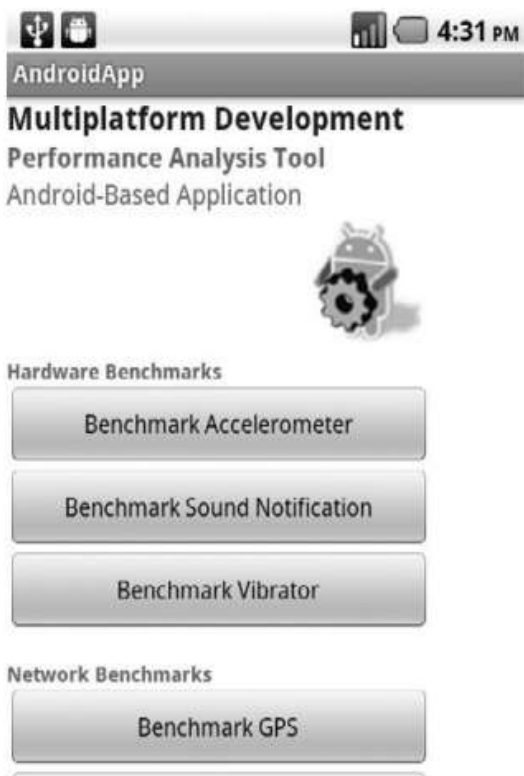 4:31 PM
AndroidApp
Multiplatform Development
Performance Analysis Tool
Android-Based Application
Hardware Benchmarks
Benchmark Accelerometer
Benchmark Sound Notification
Benchmark Vibrator
Network Benchmarks
Benchmark GPS